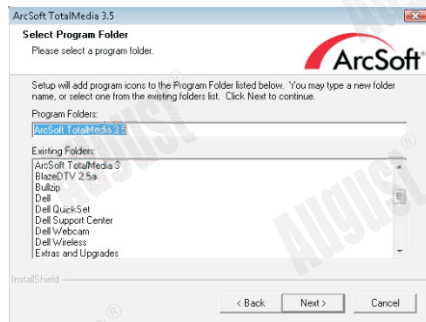 ArcSoft TotalMedia 3.5
Select Program Folder
Please select a program folder.
ArcSoft®
Setup will add program icons to the Program Folder listed below. You may type a new folder
name, or select one from the existing folders list. Click Next to continue.
Program Folders:
ArcSoft TotalMedia 3.5
Existing Folders:
ArcSoft TotalMedia 3
BlazeDTV 2.5a
Bullzip
Dell
Dell QuickSet
Dell Support Center
Dell Webcam
Dell Wireless
Extras and Upgrades
InstallShield
< Back
Next >
Cancel
August®
August®